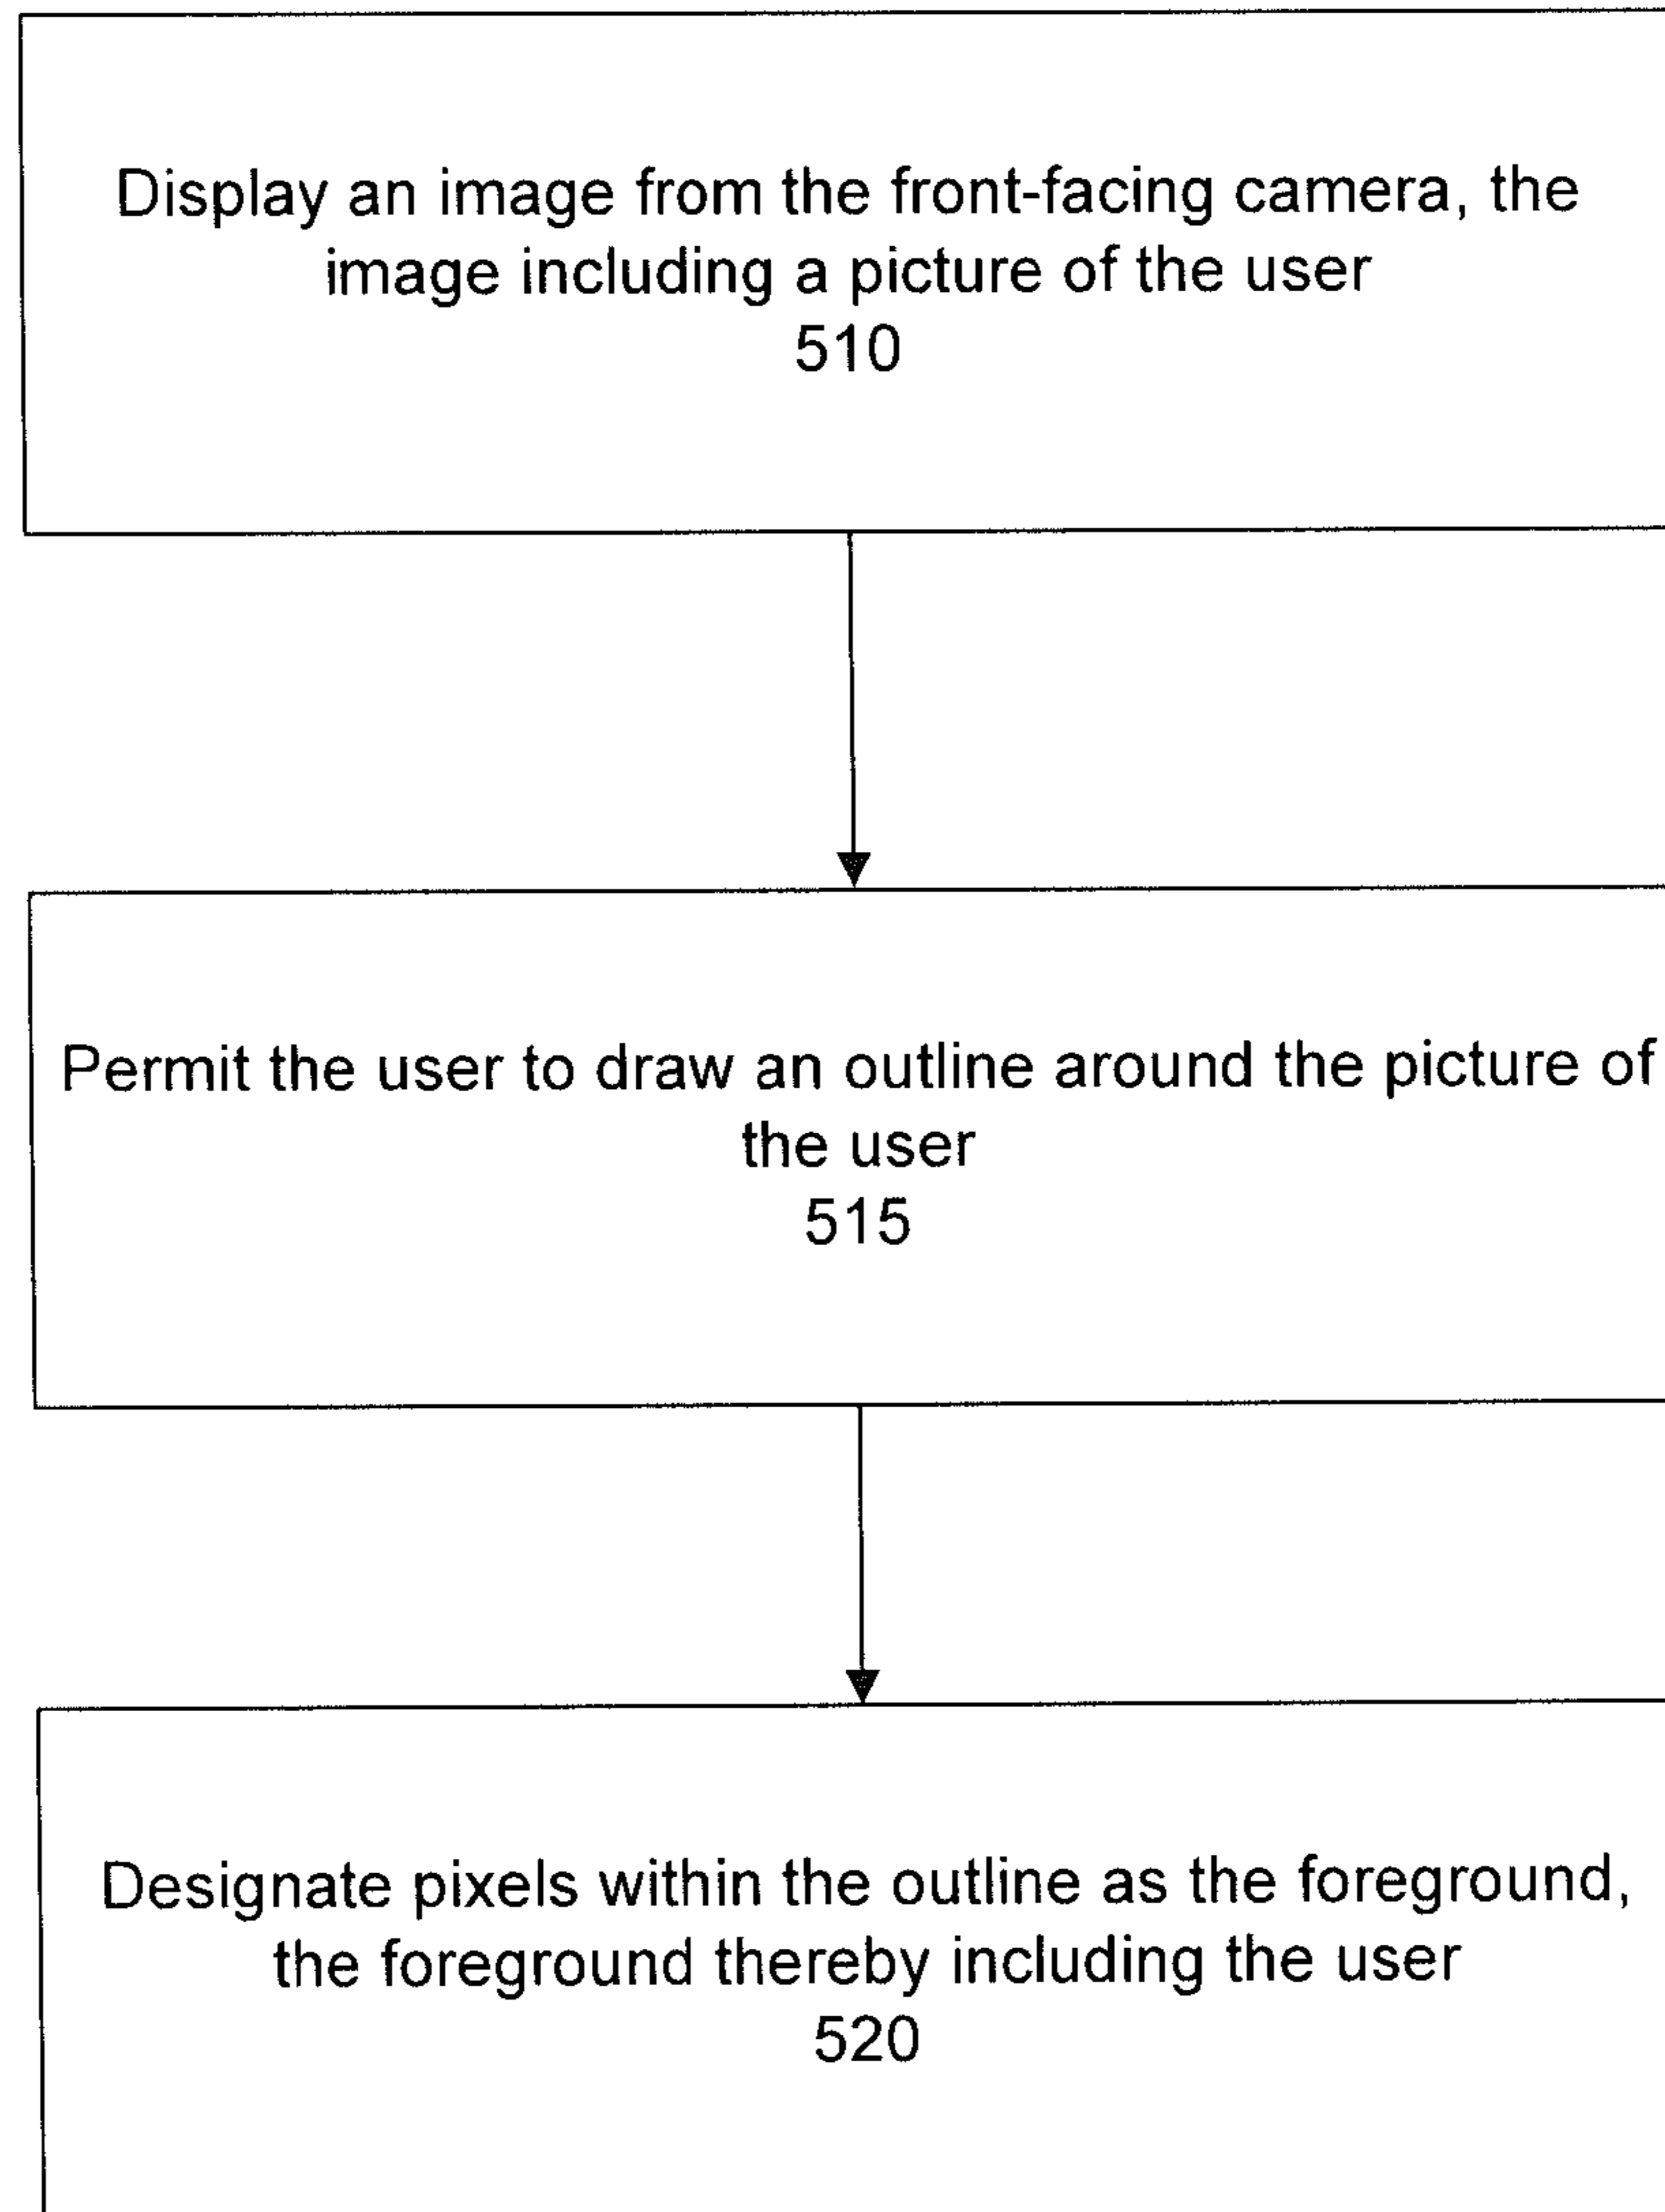 Display an image from the front-facing camera, the
image including a picture of the user
510
Permit the user to draw an outline around the picture of
the user
515
Designate pixels within the outline as the foreground,
the foreground thereby including the user
520